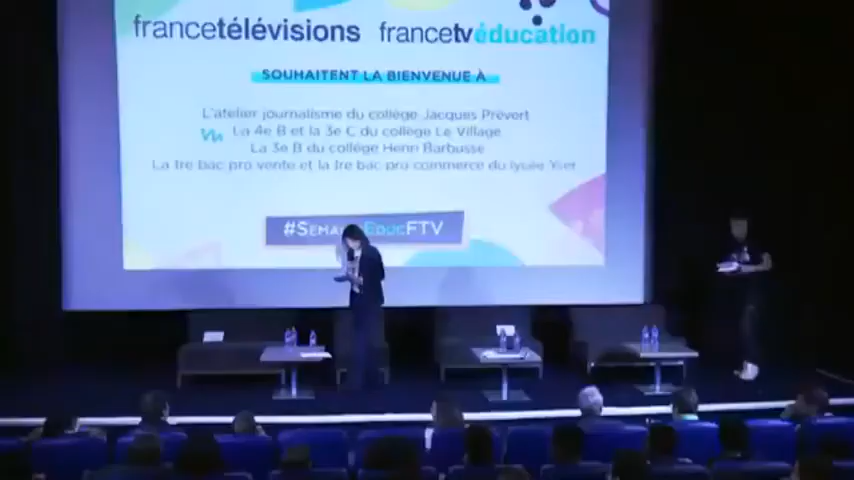 francetélévisions francetvéducation
SOUHAITENT LA BIENVENUE À
L'atelier journalisme du collège Jacques Prévert
La 4e B et la 3e C du collège Le Village
La 3e B du collège Henri Barbusse
La 1re bac pro vente et la 1re bac pro commerce du lycée
#SEMA EDUCFTV